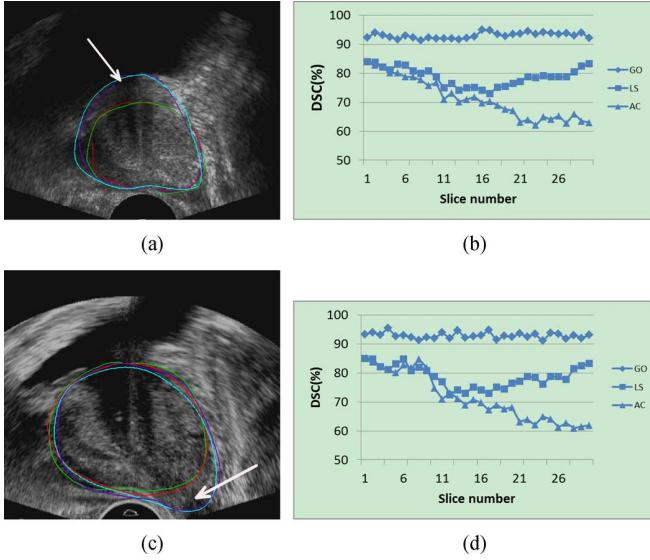 100
90
80
70
60
50
DSC(%)
1 6 11 16 21 26
Slice number
GO
LS
AC
(a)
(b)
100
90
80
70
60
50
DSC(%)
1 6 11 16 21 26
Slice number
GO
LS
AC
(c)
(d)